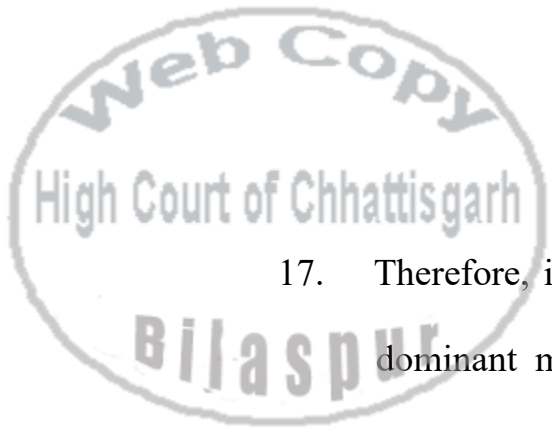 Web Copy
High Court of Chhattisgarh
Bilaspur
17. Therefore, i
dominant m